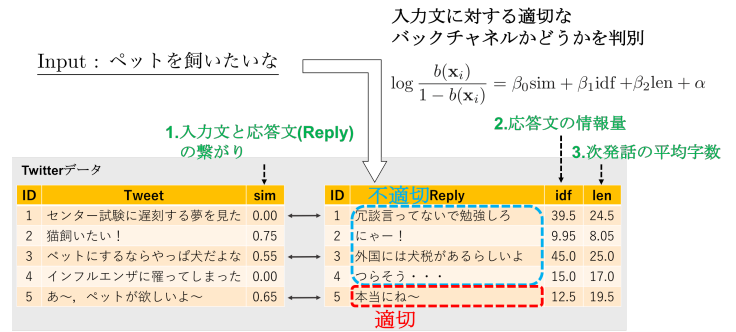 入力文に対する適切な
バックチャネルかどうかを判別
Input : ペットを飼いたいな
log b(x_i) / 1 − b(x_i) = β_0sim + β_1idf +β_2len + α
1.入力文と応答文(Reply)
の繋がり
2.応答文の情報量
3.次発話の平均字数
Twitterデータ
不適切
ID Tweet sim ID Reply idf len
1 センター試験に遅刻する夢を見た 0.00 1 冗談言ってないで勉強しろ 39.5 24.5
2 猫飼いたい！ 0.75 2 にゃー！ 9.95 8.05
3 ペットにするならやっぱ犬だよな 0.55 3 外国には犬税があるらしいよ 45.0 25.0
4 インフルエンザに罹ってしまった 0.00 4 つらそう・・・ 15.0 17.0
5 あ〜，ペットが欲しいよ〜 0.65 5 本当にね〜 12.5 19.5
適切